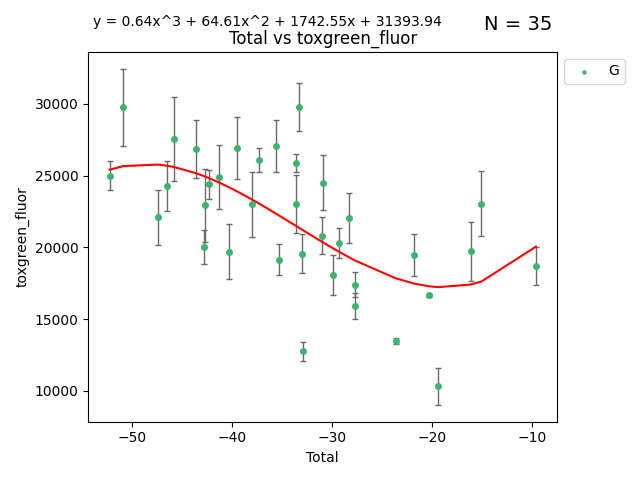 y = 0.64x^3 + 64.61x^2 + 1742.55x + 31393.94
N = 35
Total vs toxgreen_fluor
G
30000
25000
20000
15000
10000
toxgreen_fluor
−50 −40 −30 −20 −10
Total